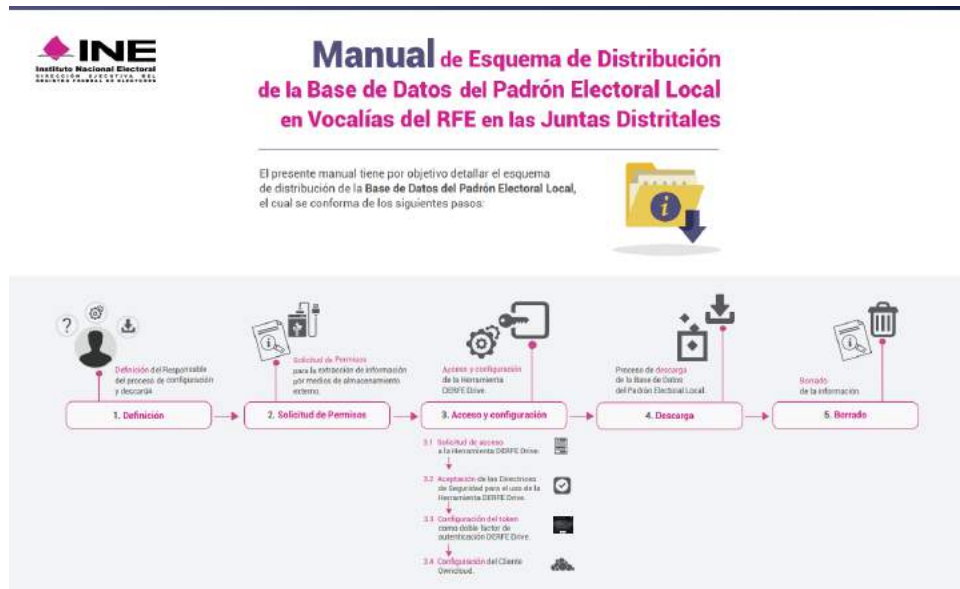 INE
Instituto Nacional Electoral
DIRECCIÓN EJECUTIVA DEL
REGISTRO FEDERAL DE ELECTORES
Manual de Esquema de Distribución
de la Base de Datos del Padrón Electoral Local
en Vocalías del RFE en las Juntas Distritales
El presente manual tiene por objetivo detallar el esquema
de distribución de la Base de Datos del Padrón Electoral Local,
el cual se conforma de los siguientes pasos:
Definición del Responsable
del proceso de configuración
y descarga
1. Definición
Solicitud de Permisos
para la extracción de información
por medios de almacenamiento
externo.
2. Solicitud de Permisos
Acceso y configuración
de la Herramienta
DERFE Drive.
3. Acceso y configuración
3.1 Solicitud de acceso
a la Herramienta DERFE Drive.
3.2 Aceptación de las Directrices
de Seguridad para el uso de la
Herramienta DERFE Drive.
3.3 Configuración del token
como doble factor de
autenticación DERFE Drive.
3.4 Configuración del Cliente
Owncloud.
Proceso de descarga
de la Base de Datos
del Padrón Electoral Local.
4. Descarga
Borrado
de la información.
5. Borrado